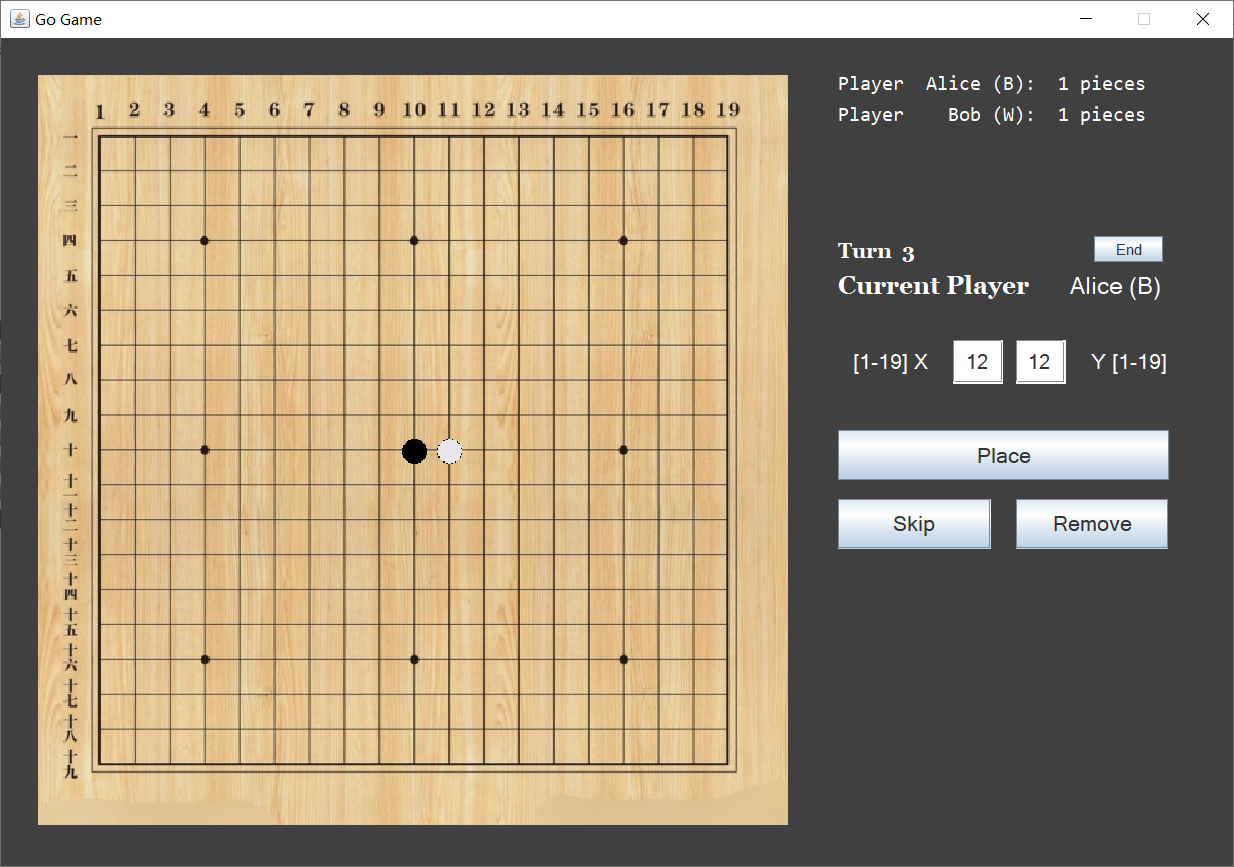 Go Game
Player  Alice (B):  1 pieces
Player    Bob (W):  1 pieces
1 2 3 4 5 6 7 8 9 10 11 12 13 14 15 16 17 18 19
一
二
三
四
五
六
七
八
九
十
十一
十二
十三
十四
十五
十六
十七
十八
十九
Turn 3
End
Current Player Alice (B)
[1-19] X 12 12 Y [1-19]
Place
Skip Remove